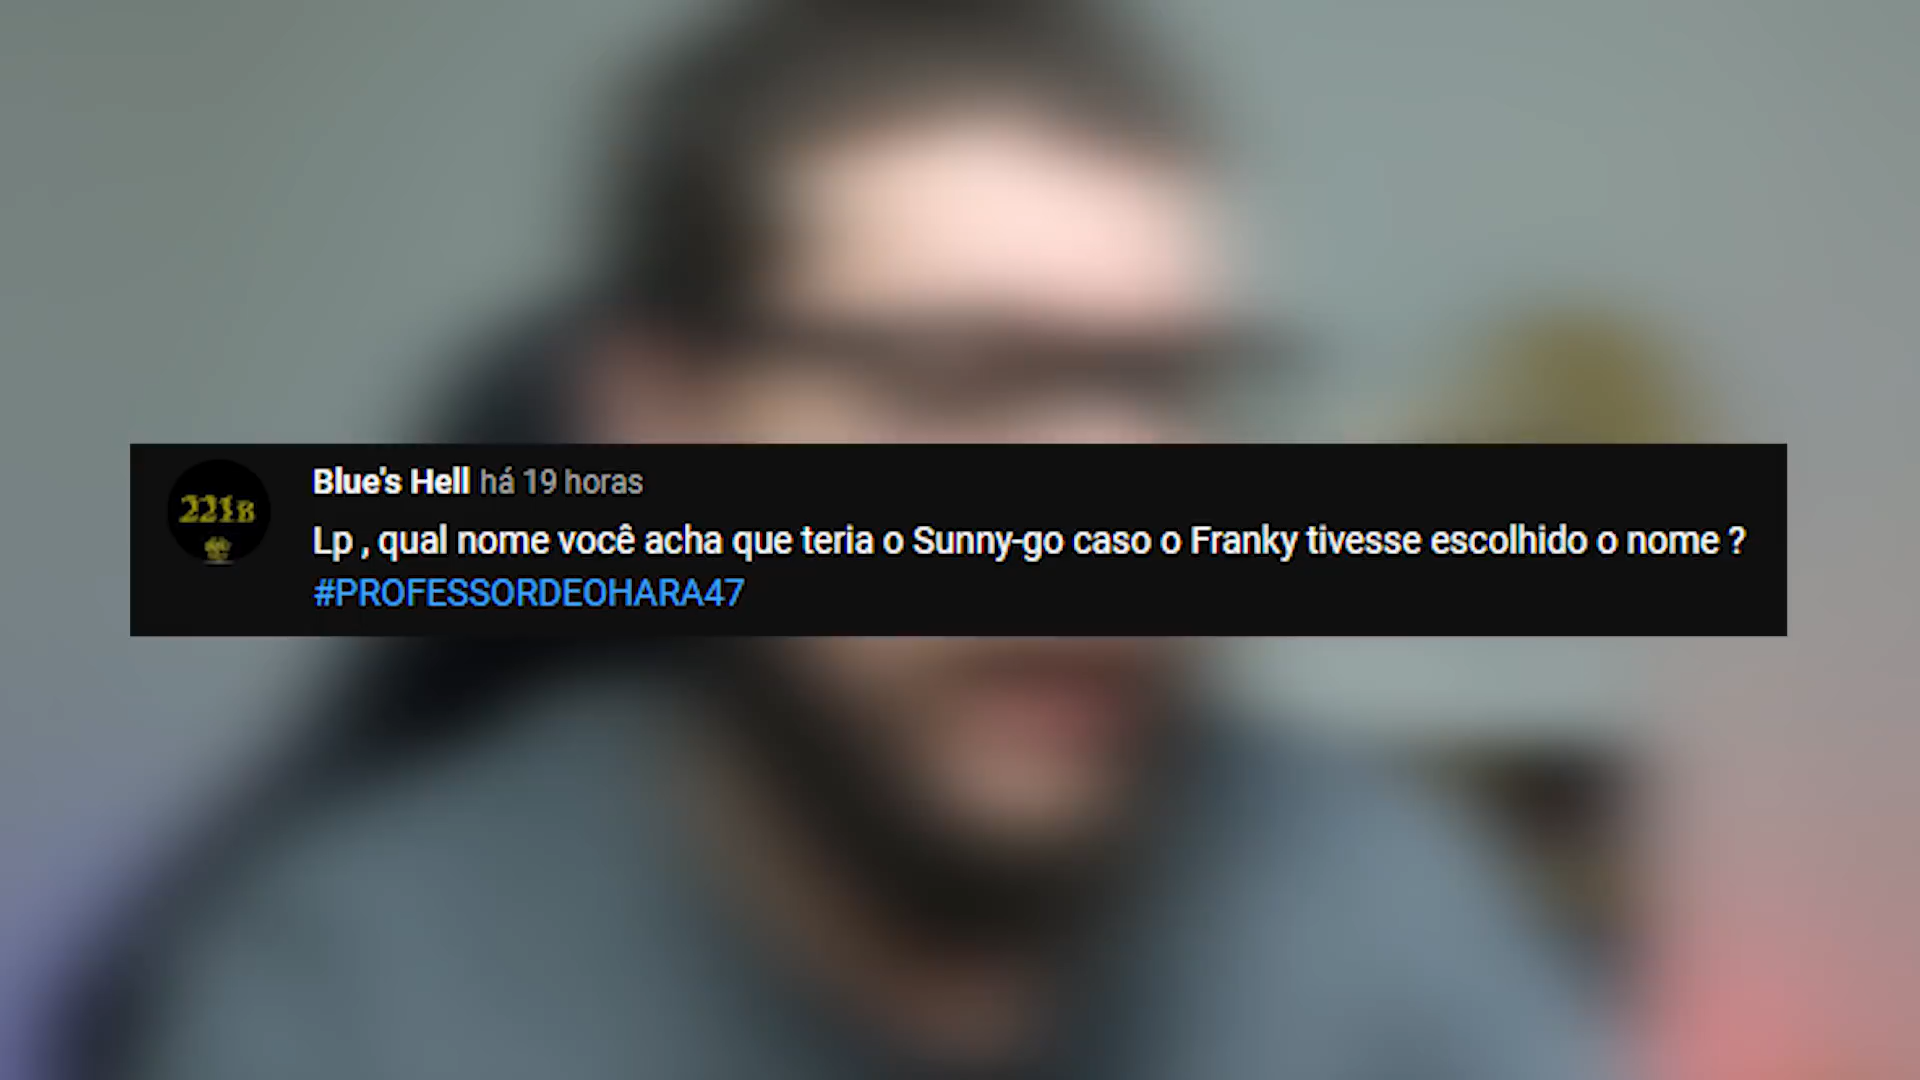 221B
Blue's Hell há 19 horas
Lp , qual nome você acha que teria o Sunny-go caso o Franky tivesse escolhido o nome ?
#PROFESSORDEOHARA47